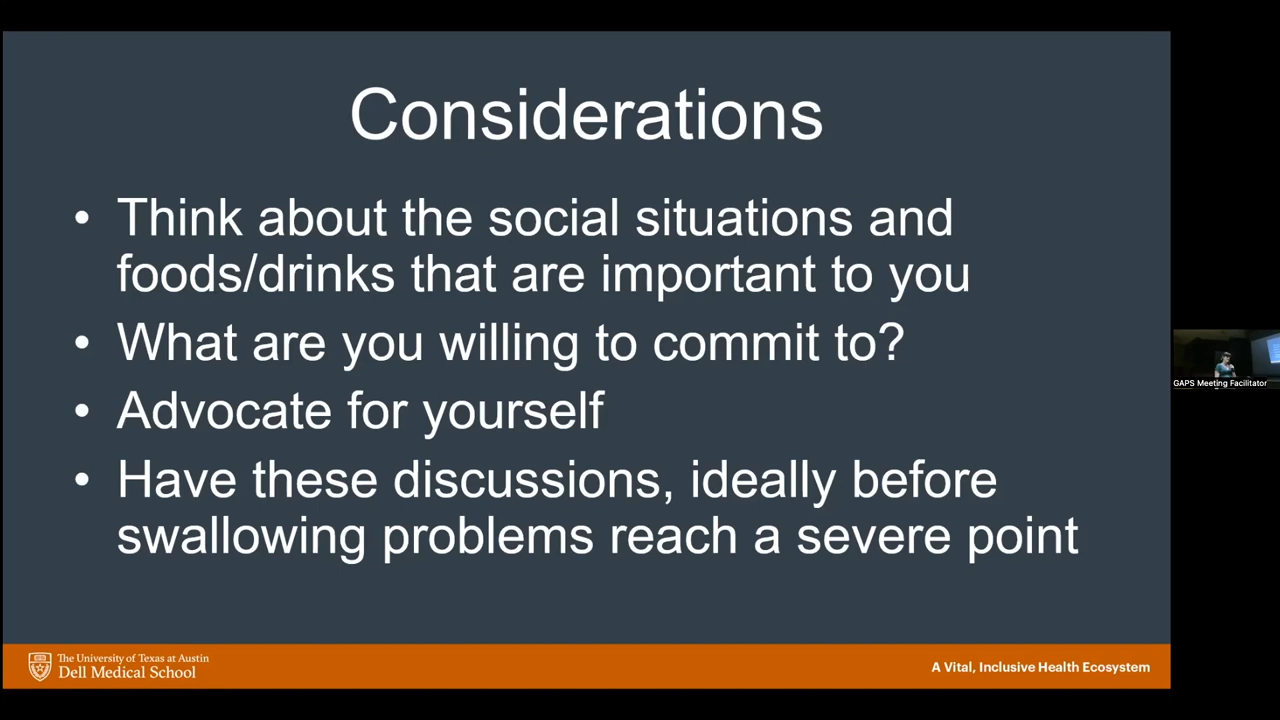 Considerations
• Think about the social situations and
foods/drinks that are important to you
• What are you willing to commit to?
• Advocate for yourself
• Have these discussions, ideally before
swallowing problems reach a severe point
GAPS Meeting Facilitator
The University of Texas at Austin
Dell Medical School
A Vital, Inclusive Health Ecosystem